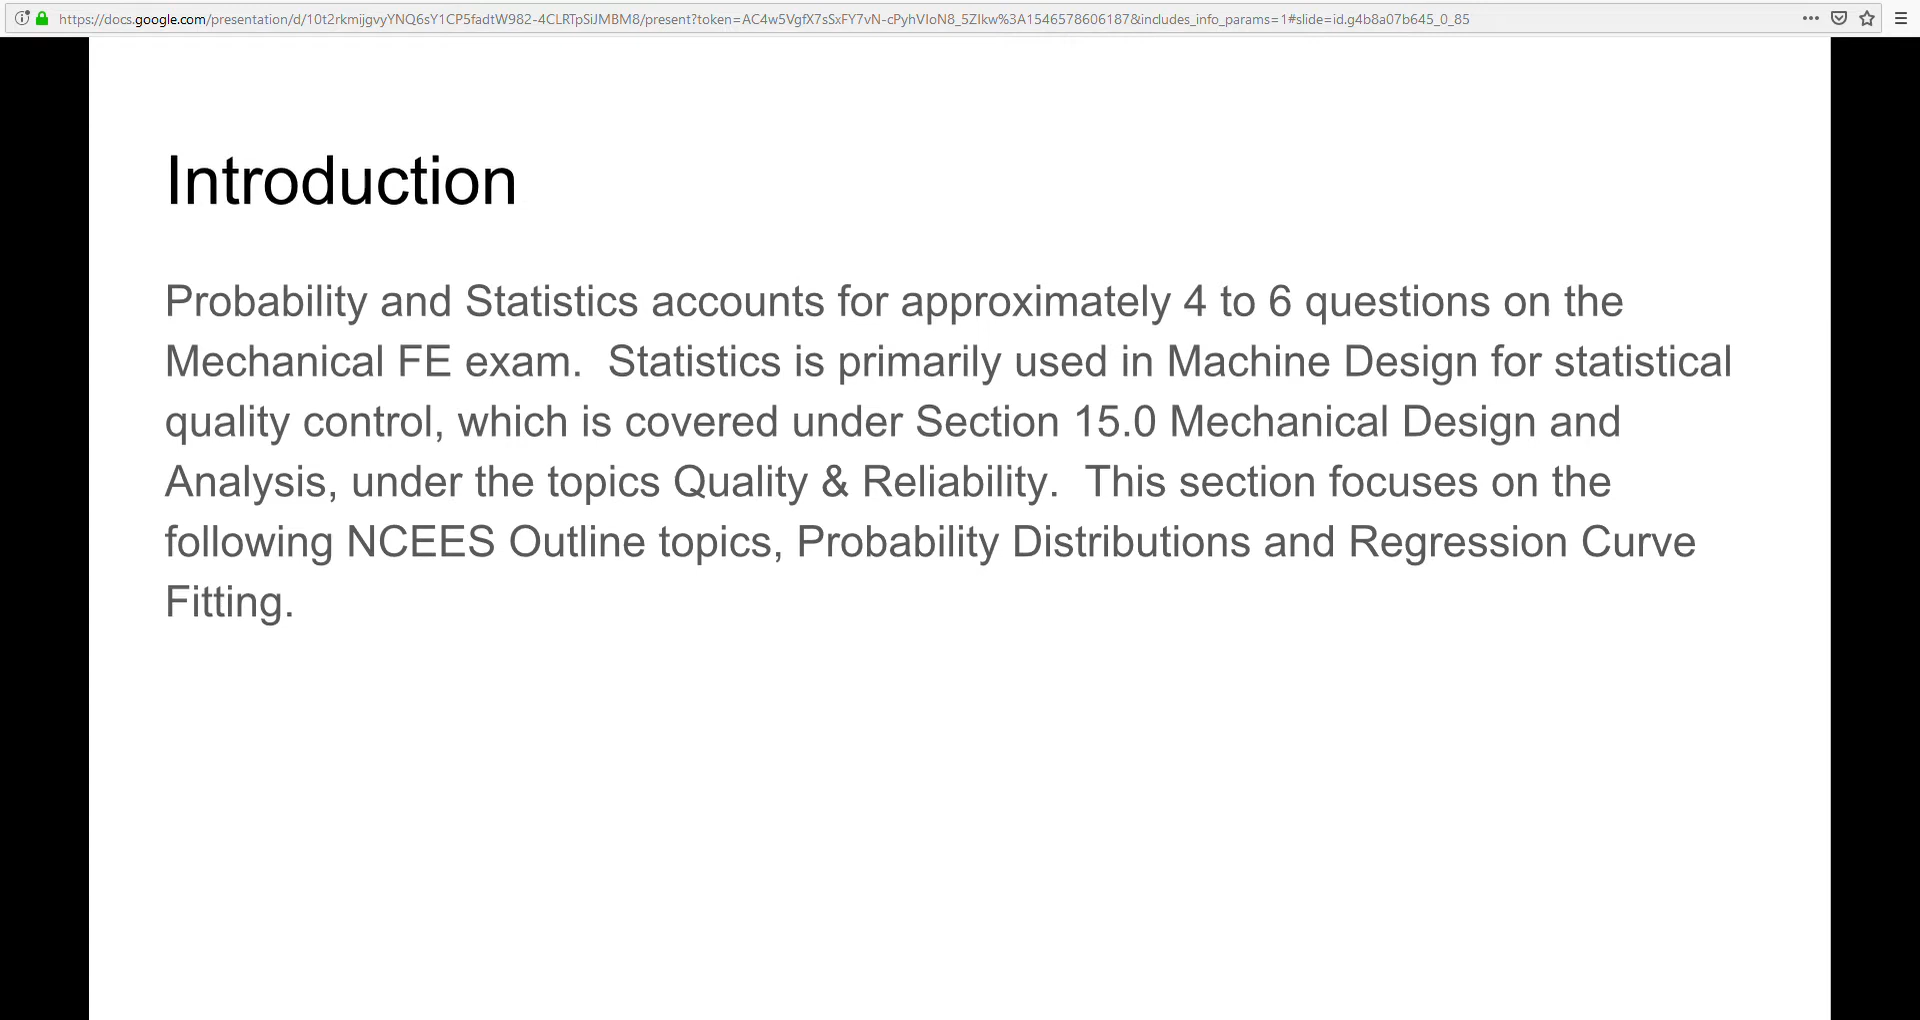 https://docs.google.com/presentation/d/10t2rkmijgvyYNQ6sY1CP5fadtW982-4CLRTpSiJMBM8/present?token=AC4w5VgfX7sSxFY7vN-cPyhVIoN8_5ZIkw%3A1546578606187&includes_info_params=1#slide=id.g4b8a07b645_0_85
Introduction
Probability and Statistics accounts for approximately 4 to 6 questions on the
Mechanical FE exam.  Statistics is primarily used in Machine Design for statistical
quality control, which is covered under Section 15.0 Mechanical Design and
Analysis, under the topics Quality & Reliability.  This section focuses on the
following NCEES Outline topics, Probability Distributions and Regression Curve
Fitting.